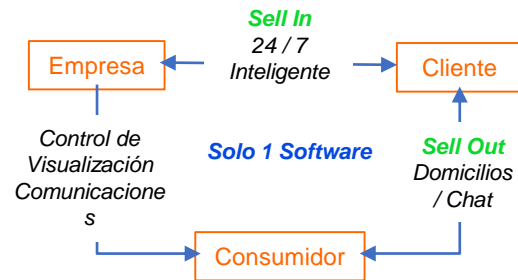 Sell In
24 / 7
Inteligente
Empresa
Cliente
Control de
Visualización
Comunicacione
s
Solo 1 Software
Sell Out
Domicilios
/ Chat
Consumidor